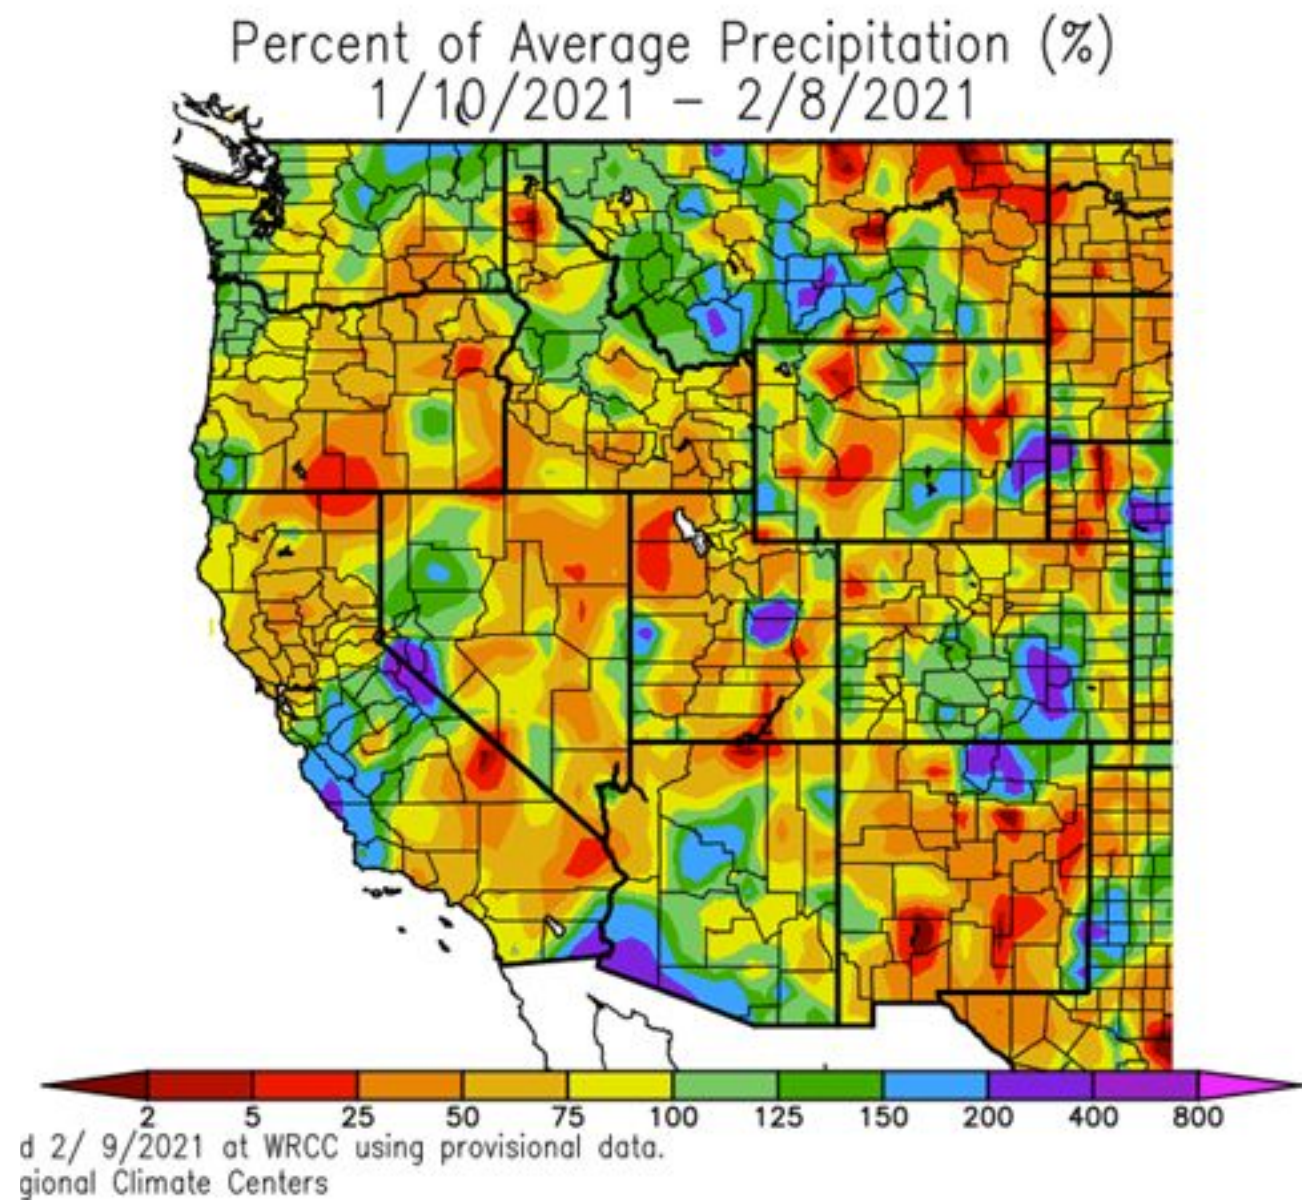 Percent of Average Precipitation (%)
1/10/2021 – 2/8/2021
2 5 25 50 75 100 125 150 200 400 800
d 2/ 9/2021 at WRCC using provisional data.
gional Climate Centers